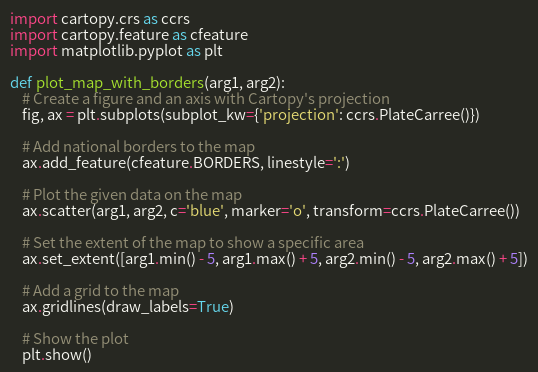 import cartopy.crs as ccrs
import cartopy.feature as cfeature
import matplotlib.pyplot as plt

def plot_map_with_borders(arg1, arg2):
    # Create a figure and an axis with Cartopy's projection
    fig, ax = plt.subplots(subplot_kw={'projection': ccrs.PlateCarree()})

    # Add national borders to the map
    ax.add_feature(cfeature.BORDERS, linestyle=':')

    # Plot the given data on the map
    ax.scatter(arg1, arg2, c='blue', marker='o', transform=ccrs.PlateCarree())

    # Set the extent of the map to show a specific area
    ax.set_extent([arg1.min() - 5, arg1.max() + 5, arg2.min() - 5, arg2.max() + 5])

    # Add a grid to the map
    ax.gridlines(draw_labels=True)

    # Show the plot
    plt.show()